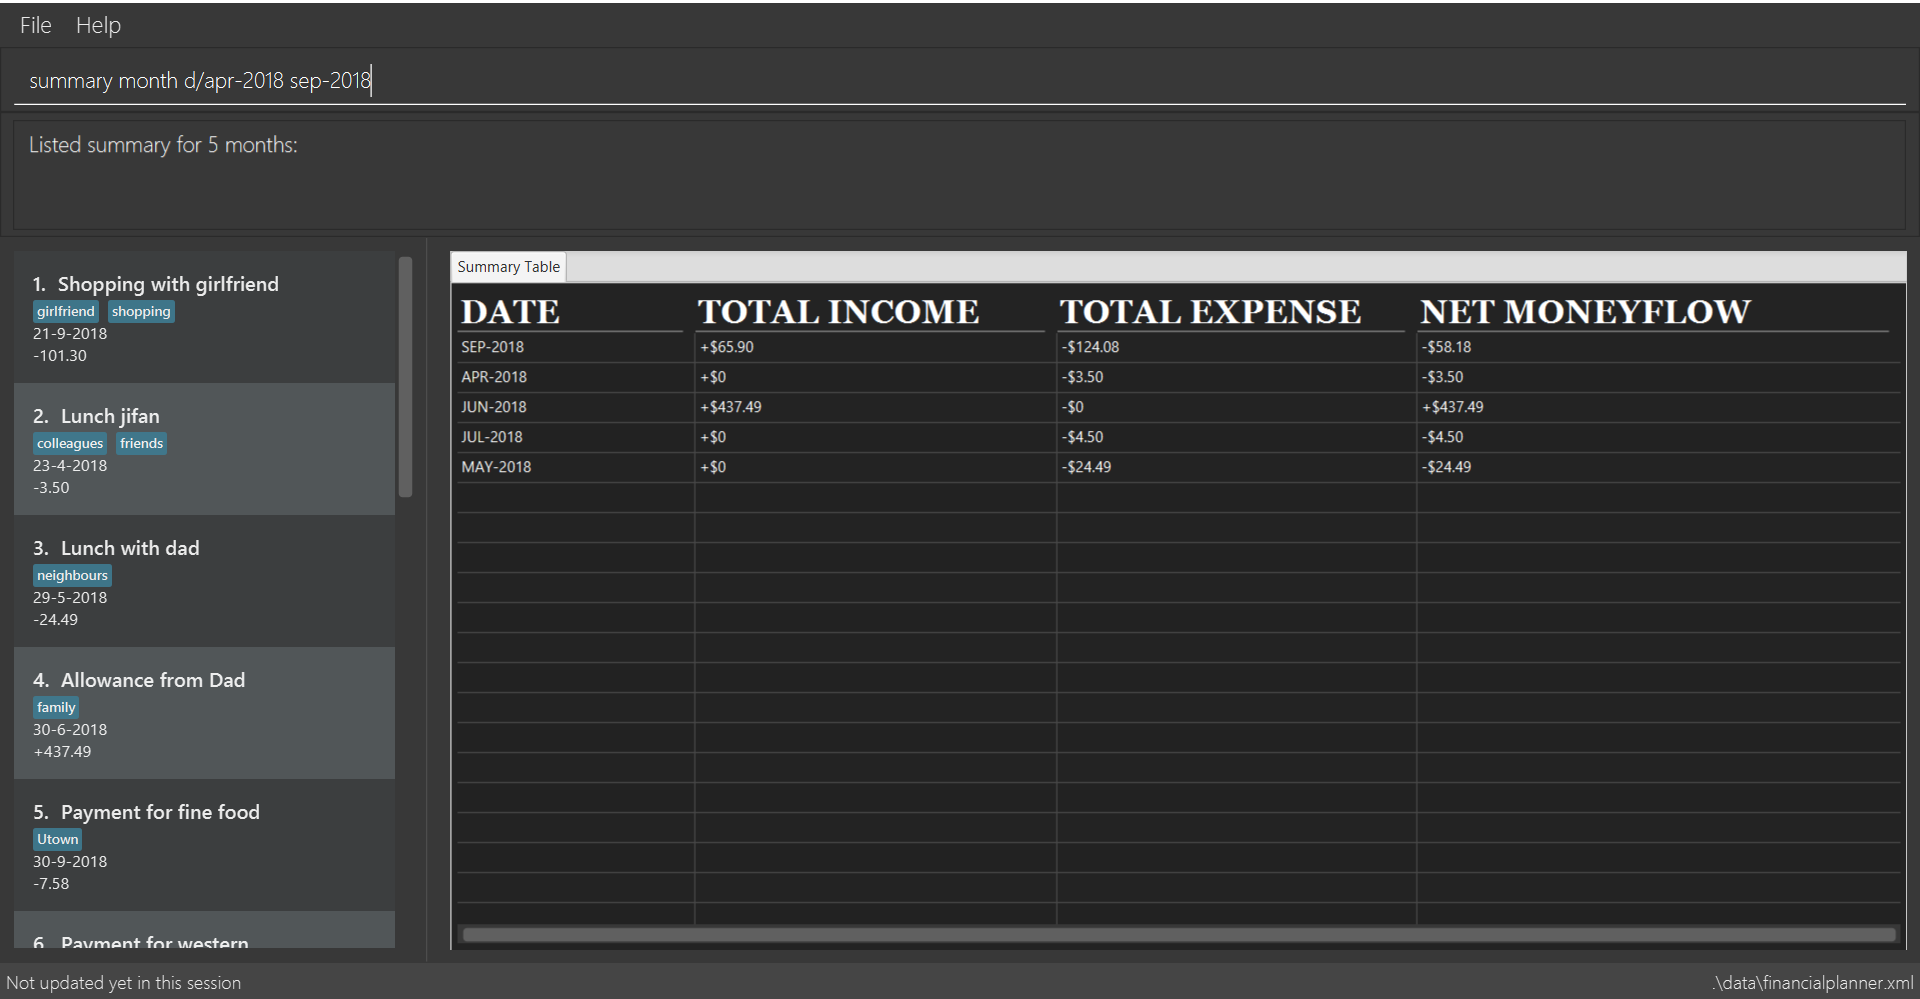 File Help
summary month d/apr-2018 sep-2018
Listed summary for 5 months:
1. Shopping with girlfriend
girlfriend shopping
21-9-2018
-101.30
2. Lunch jifan
colleagues friends
23-4-2018
-3.50
3. Lunch with dad
neighbours
29-5-2018
-24.49
4. Allowance from Dad
family
30-6-2018
+437.49
5. Payment for fine food
Utown
30-9-2018
-7.58
6. Payment for western
Summary Table
DATE TOTAL INCOME TOTAL EXPENSE NET MONEYFLOW
SEP-2018 +$65.90 -$124.08 -$58.18
APR-2018 +$0 -$3.50 -$3.50
JUN-2018 +$437.49 -$0 +$437.49
JUL-2018 +$0 -$4.50 -$4.50
MAY-2018 +$0 -$24.49 -$24.49
Not updated yet in this session
.\data\financialplanner.xml